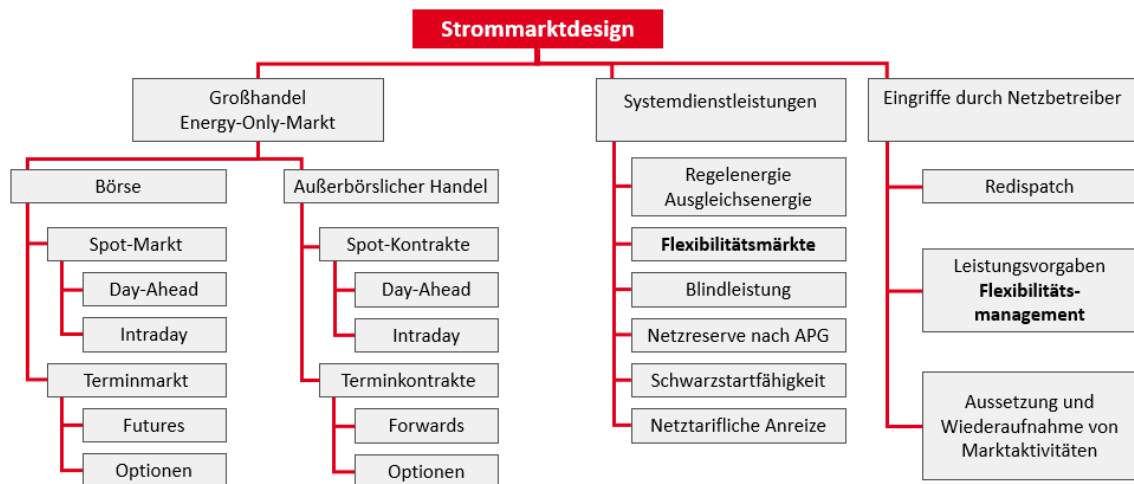 Strommarktdesign
Großhandel
Energy-Only-Markt
Börse
Spot-Markt
Day-Ahead
Intraday
Terminmarkt
Futures
Optionen
Außerbörslicher Handel
Spot-Kontrakte
Day-Ahead
Intraday
Terminkontrakte
Forwards
Optionen
Systemdienstleistungen
Regelenergie
Ausgleichsenergie
Flexibilitätsmärkte
Blindleistung
Netzreserve nach APG
Schwarzstartfähigkeit
Netztarifliche Anreize
Eingriffe durch Netzbetreiber
Redispatch
Leistungsvorgaben
Flexibilitäts-
management
Aussetzung und
Wiederaufnahme von
Marktaktivitäten